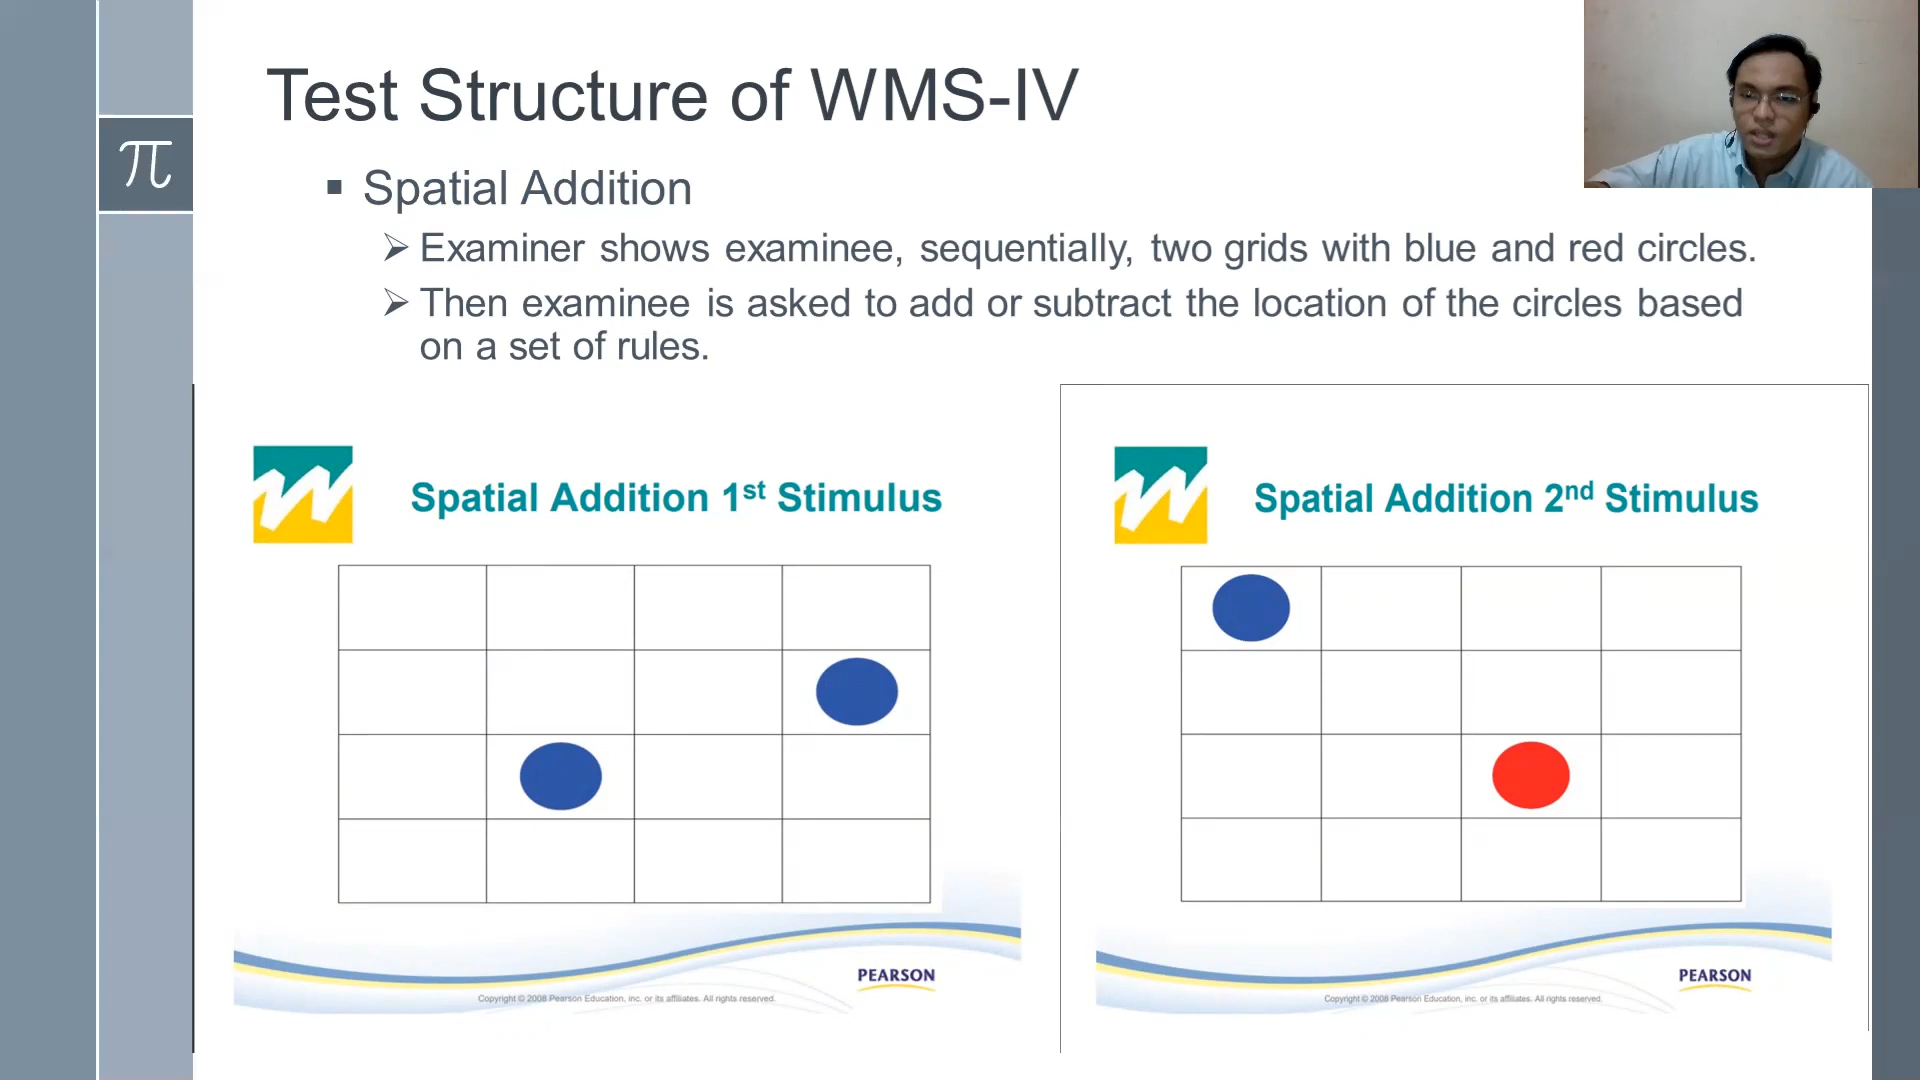 Test Structure of WMS-IV
π
▪ Spatial Addition
➢ Examiner shows examinee, sequentially, two grids with blue and red circles.
➢ Then examinee is asked to add or subtract the location of the circles based
on a set of rules.
Spatial Addition 1st Stimulus
PEARSON
Copyright © 2008 Pearson Education, inc. or its affiliates. All rights reserved.
Spatial Addition 2nd Stimulus
PEARSON
Copyright © 2008 Pearson Education, inc. or its affiliates. All rights reserved.